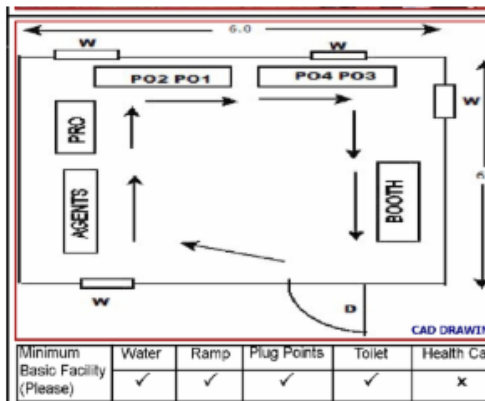 6.0
W
W
PO2 PO1
PO4 PO3
W
PRO
AGENTS
BOOTH
W
D
CAD DRAWIN
Minimum Water Ramp Plug Points Toilet Health Ca
Basic Facility
(Please) ✓ ✓ ✓ ✓ x